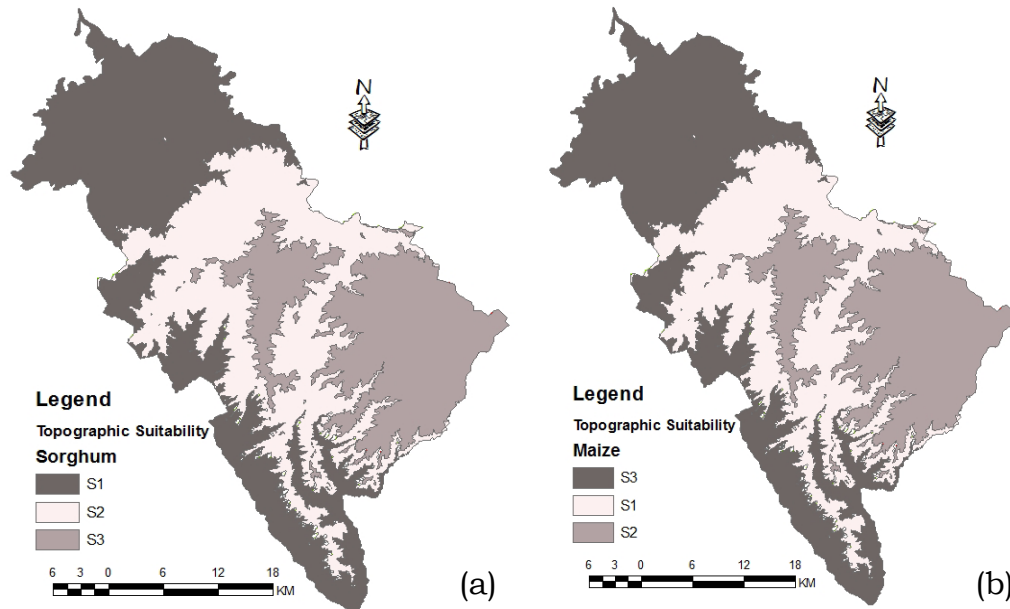 N
Legend
Topographic Suitability
Sorghum
S1
S2
S3
6 3 0 6 12 18
KM
(a)
N
Legend
Topographic Suitability
Maize
S3
S1
S2
6 3 0 6 12 18
KM
(b)